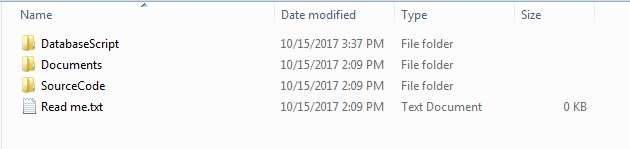 Name Date modified Type Size
DatabaseScript 10/15/2017 3:37 PM File folder
Documents 10/15/2017 2:09 PM File folder
SourceCode 10/15/2017 2:09 PM File folder
Read me.txt 10/15/2017 2:09 PM Text Document 0 KB